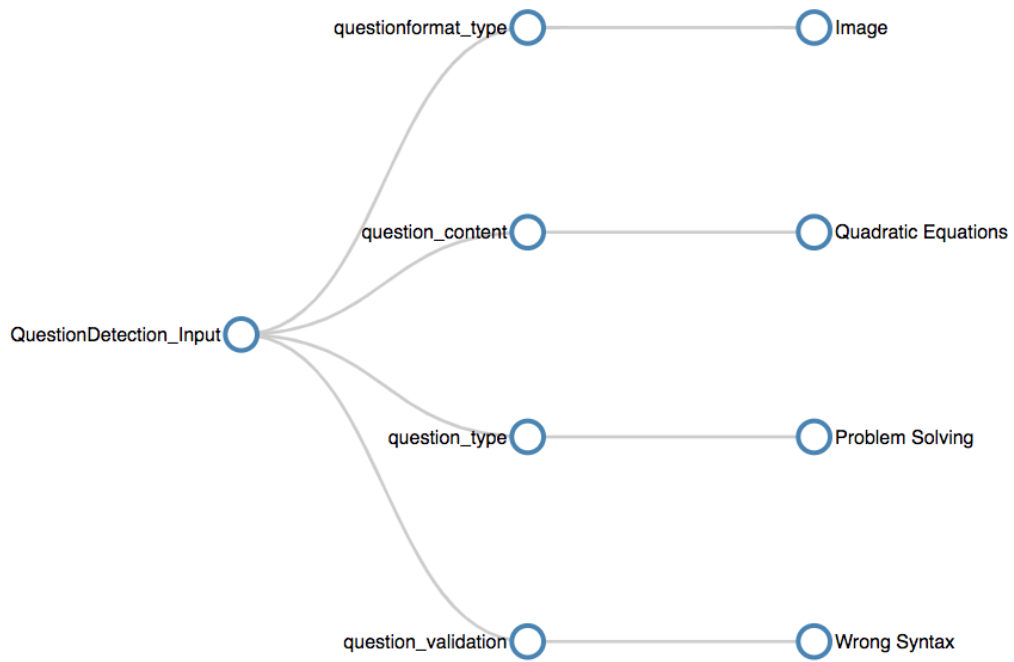 questionformat_type
Image
question_content
Quadratic Equations
QuestionDetection_Input
question_type
Problem Solving
question_validation
Wrong Syntax